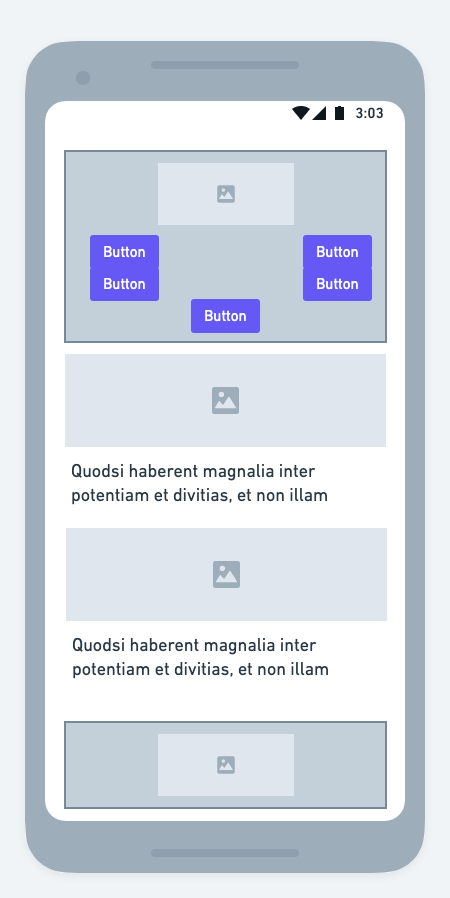 3:03
Button
Button
Button
Button
Button
Quodsi haberent magnalia inter
potentiam et divitias, et non illam
Quodsi haberent magnalia inter
potentiam et divitias, et non illam